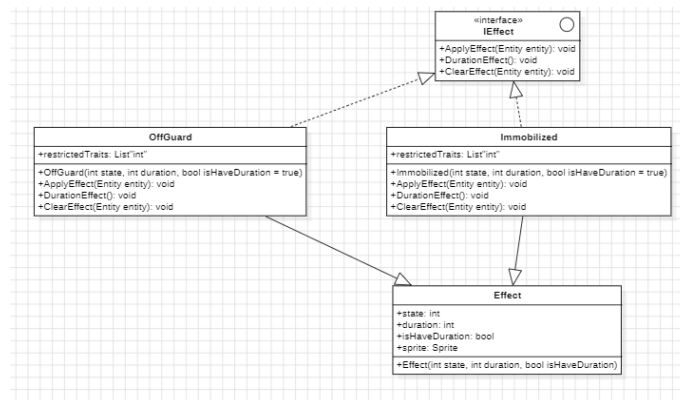 «interface»
IEffect
+ApplyEffect(Entity entity): void
+DurationEffect(): void
+ClearEffect(Entity entity): void
OffGuard
+restrictedTraits: List"int"
+OffGuard(int state, int duration, bool isHaveDuration = true)
+ApplyEffect(Entity entity): void
+DurationEffect(): void
+ClearEffect(Entity entity): void
Immobilized
+restrictedTraits: List"int"
+Immobilized(int state, int duration, bool isHaveDuration = true)
+ApplyEffect(Entity entity): void
+DurationEffect(): void
+ClearEffect(Entity entity): void
Effect
+state: int
+duration: int
+isHaveDuration: bool
+sprite: Sprite
+Effect(int state, int duration, bool isHaveDuration)